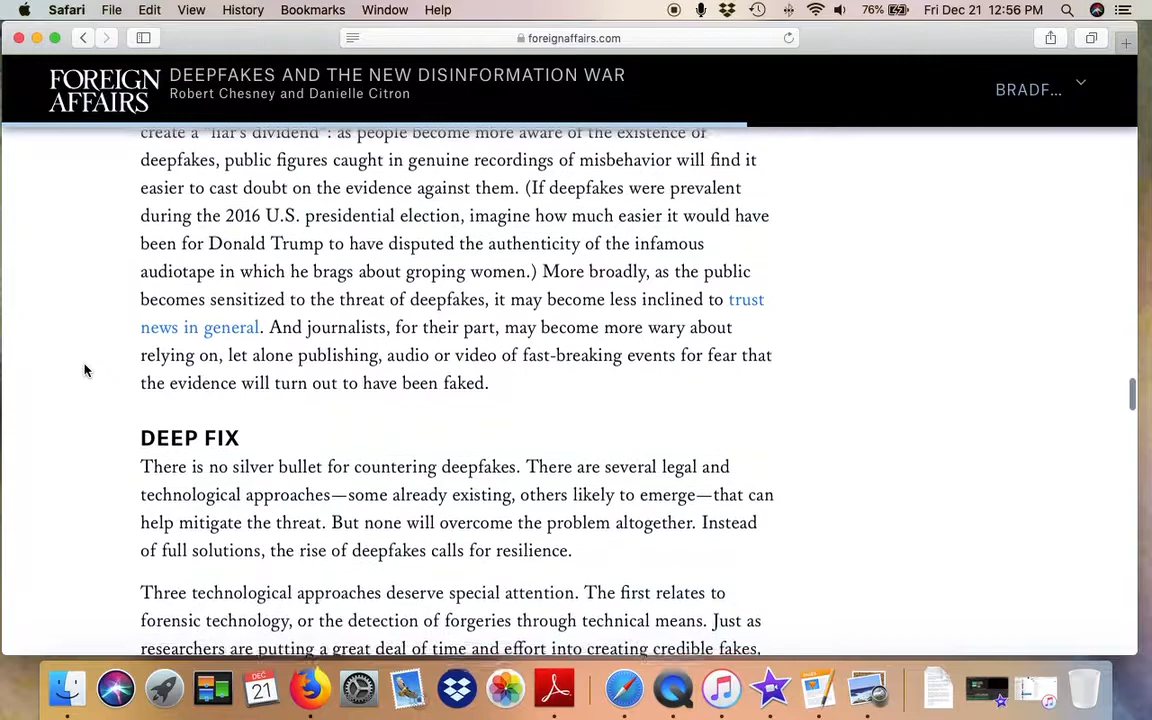 Safari File Edit View History Bookmarks Window Help 76% Fri Dec 21 12:56 PM
foreignaffairs.com
FOREIGN AFFAIRS
DEEPFAKES AND THE NEW DISINFORMATION WAR
Robert Chesney and Danielle Citron
BRADF...
create a "liar's dividend": as people become more aware of the existence of
deepfakes, public figures caught in genuine recordings of misbehavior will find it
easier to cast doubt on the evidence against them. (If deepfakes were prevalent
during the 2016 U.S. presidential election, imagine how much easier it would have
been for Donald Trump to have disputed the authenticity of the infamous
audiotape in which he brags about groping women.) More broadly, as the public
becomes sensitized to the threat of deepfakes, it may become less inclined to trust
news in general. And journalists, for their part, may become more wary about
relying on, let alone publishing, audio or video of fast-breaking events for fear that
the evidence will turn out to have been faked.
DEEP FIX
There is no silver bullet for countering deepfakes. There are several legal and
technological approaches—some already existing, others likely to emerge—that can
help mitigate the threat. But none will overcome the problem altogether. Instead
of full solutions, the rise of deepfakes calls for resilience.
Three technological approaches deserve special attention. The first relates to
forensic technology, or the detection of forgeries through technical means. Just as
researchers are putting a great deal of time and effort into creating credible fakes,
DEC
21